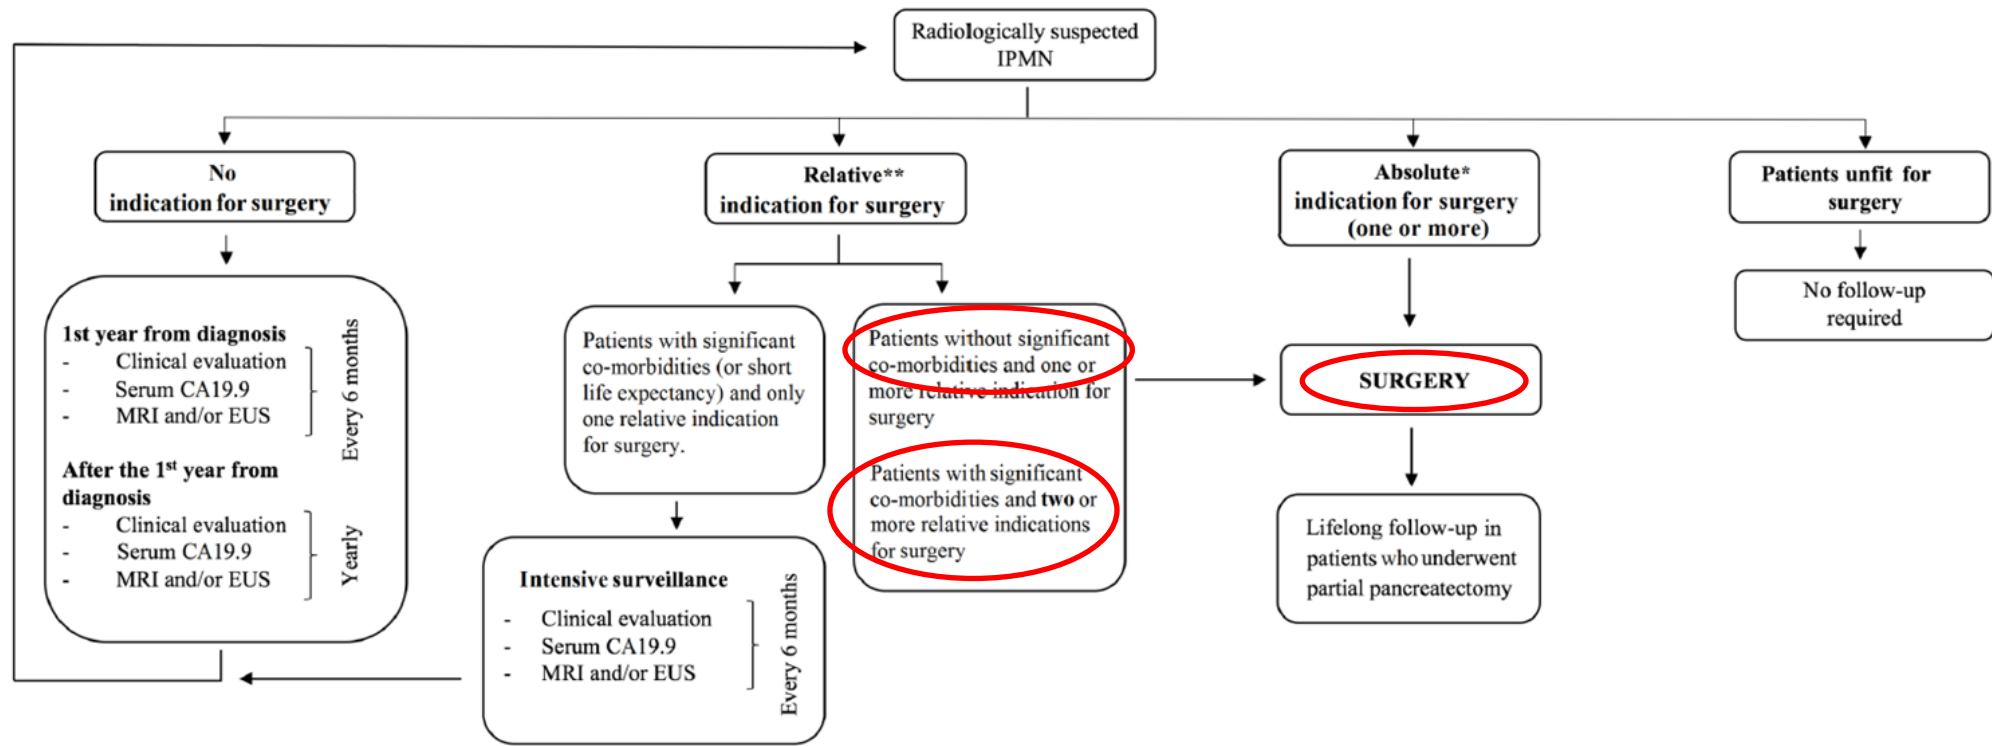 Radiologically suspected
IPMN
No
indication for surgery
1st year from diagnosis
- Clinical evaluation
- Serum CA19.9
- MRI and/or EUS
Every 6 months
After the 1st year from
diagnosis
- Clinical evaluation
- Serum CA19.9
- MRI and/or EUS
Yearly
Relative**
indication for surgery
Patients with significant
co-morbidities (or short
life expectancy) and only
one relative indication
for surgery.
Intensive surveillance
- Clinical evaluation
- Serum CA19.9
- MRI and/or EUS
Every 6 months
Patients without significant
co-morbidities and one or
more relative indication for
surgery
Patients with significant
co-morbidities and two or
more relative indications
for surgery
Absolute*
indication for surgery
(one or more)
SURGERY
Lifelong follow-up in
patients who underwent
partial pancreatectomy
Patients unfit for
surgery
No follow-up
required